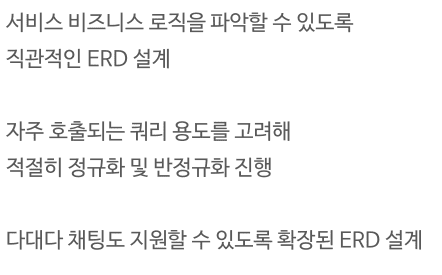 서비스 비즈니스 로직을 파악할 수 있도록
직관적인 ERD 설계
자주 호출되는 쿼리 용도를 고려해
적절히 정규화 및 반정규화 진행
다대다 채팅도 지원할 수 있도록 확장된 ERD 설계